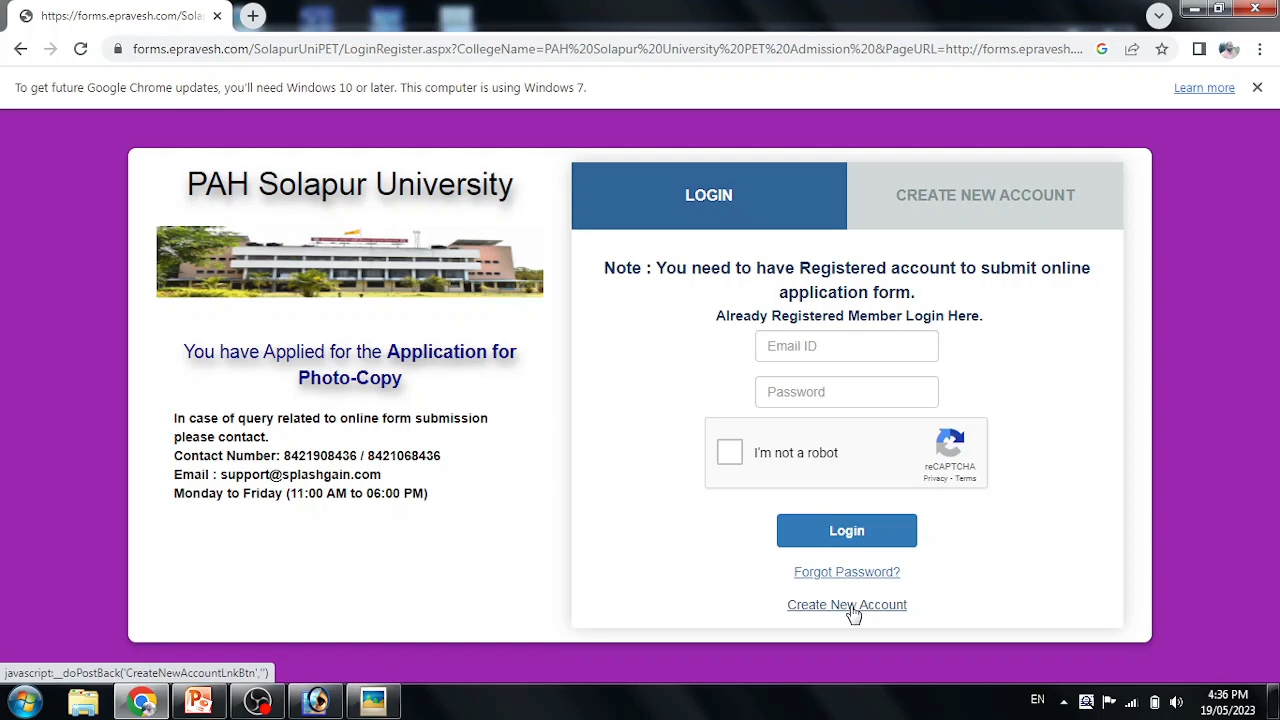 https://forms.epravesh.com/Sola
forms.epravesh.com/SolapurUniPET/LoginRegister.aspx?CollegeName=PAH%20Solapur%20University%20PET%20Admission%20&PageURL=http://forms.epravesh....
To get future Google Chrome updates, you'll need Windows 10 or later. This computer is using Windows 7.
Learn more
PAH Solapur University
You have Applied for the Application for
Photo-Copy
In case of query related to online form submission
please contact.
Contact Number: 8421908436 / 8421068436
Email : support@splashgain.com
Monday to Friday (11:00 AM to 06:00 PM)
LOGIN
CREATE NEW ACCOUNT
Note : You need to have Registered account to submit online
application form.
Already Registered Member Login Here.
Email ID
Password
I'm not a robot
reCAPTCHA
Privacy - Terms
Login
Forgot Password?
Create New Account
javascript:__doPostBack('CreateNewAccountLnkBtn','')
EN
4:36 PM
19/05/2023